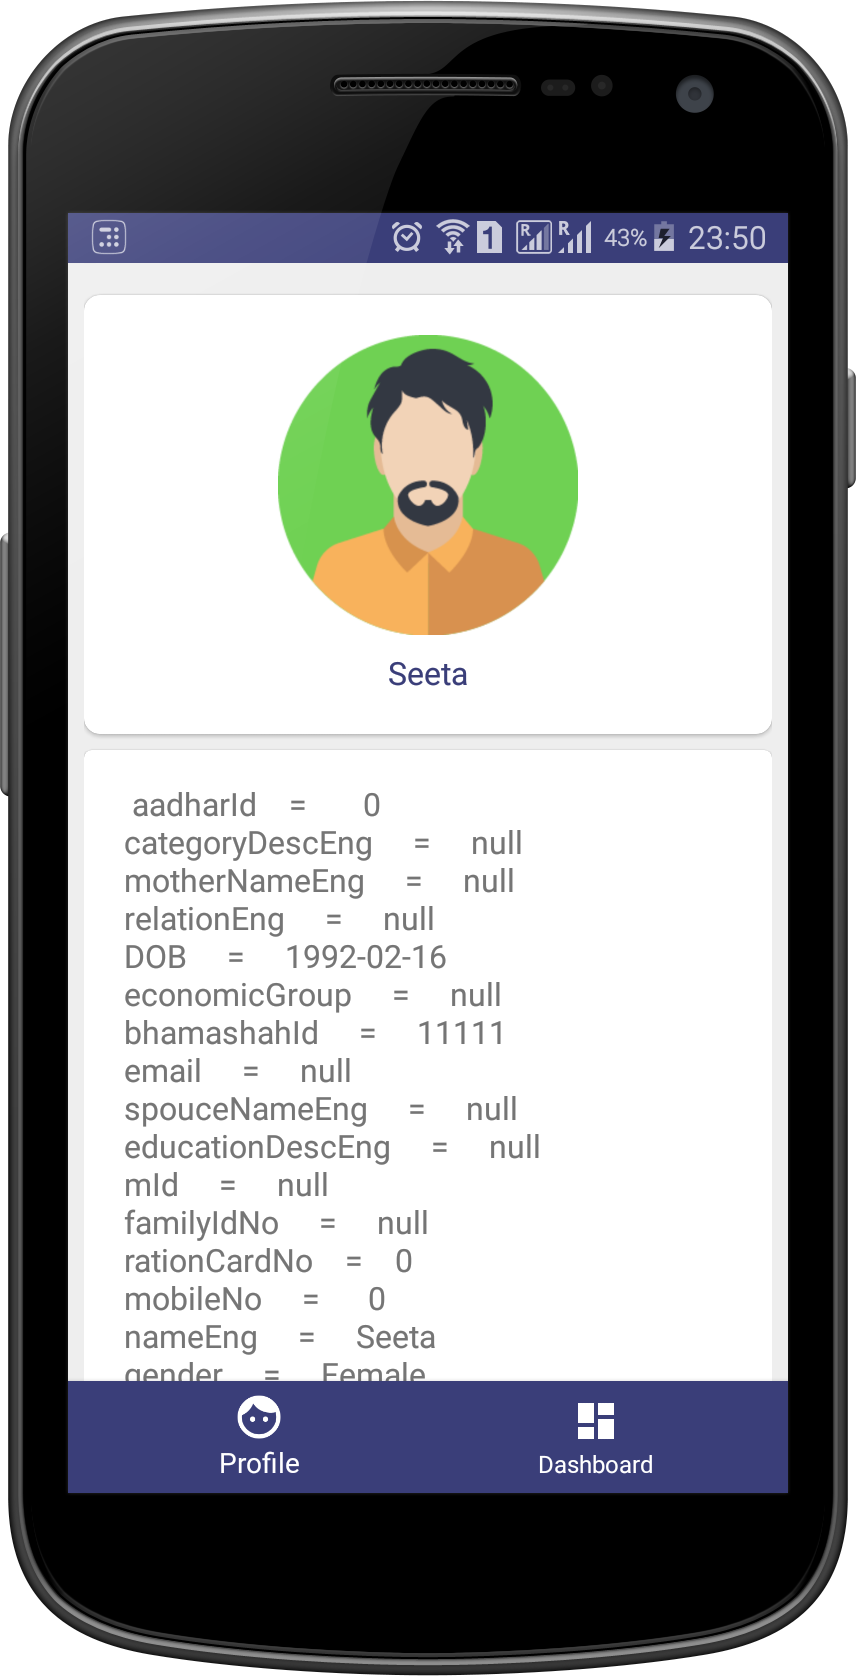 R R 43% 23:50
Seeta
aadharId = 0
categoryDescEng = null
motherNameEng = null
relationEng = null
DOB = 1992-02-16
economicGroup = null
bhamashahId = 11111
email = null
spouceNameEng = null
educationDescEng = null
mId = null
familyIdNo = null
rationCardNo = 0
mobileNo = 0
nameEng = Seeta
gender = Female
Profile Dashboard